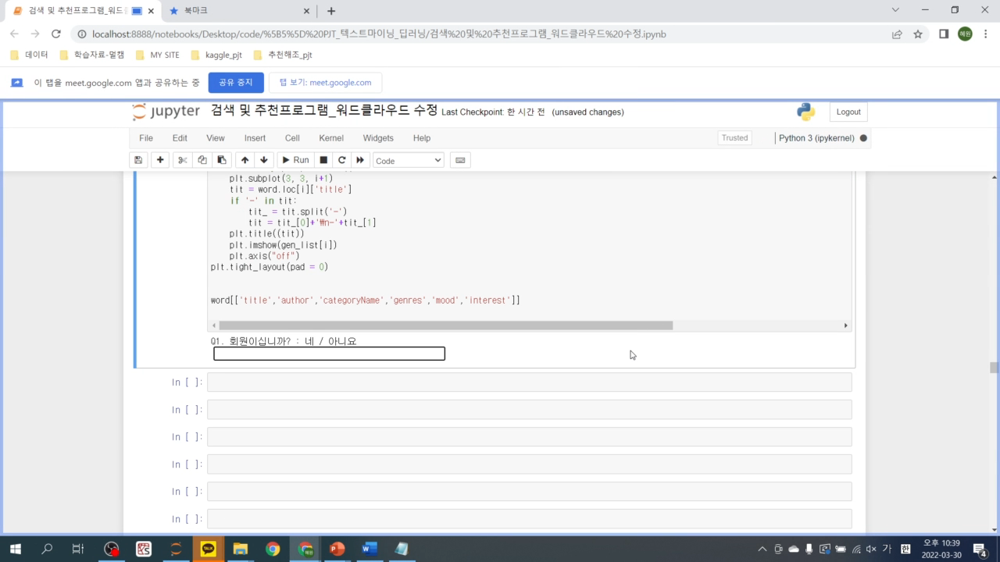 검색 및 추천프로그램_워드
북마크
localhost:8888/notebooks/Desktop/code/%5B5%5D%20PJT_텍스트마이닝_딥러닝/검색%20및%20추천프로그램_워드클라우드%20수정.ipynb
데이터
학습자료-멀캠
MY SITE
kaggle_pjt
추천해조_pjt
이 탭을 meet.google.com 앱과 공유하는 중
공유 중지
탭 보기: meet.google.com
jupyter 검색 및 추천프로그램_워드클라우드 수정 Last Checkpoint: 한 시간 전 (unsaved changes)
Logout
File Edit View Insert Cell Kernel Widgets Help
Trusted
Python 3 (ipykernel)
Run
Code
plt.subplot(3, 3, i+1)
tit = word.loc[i]['title']
if '-' in tit:
tit_ = tit.split('-')
tit = tit_[0]+'₩n-'+tit_[1]
plt.title((tit))
plt.imshow(gen_list[i])
plt.axis("off")
plt.tight_layout(pad = 0)
word[['title','author','categoryName','genres','mood','interest']]
Q1. 회원이십니까? : 네 / 아니요
In [ ]:
In [ ]:
In [ ]:
In [ ]:
In [ ]:
In [ ]:
TALK
가
한
오후 10:39
2022-03-30
4